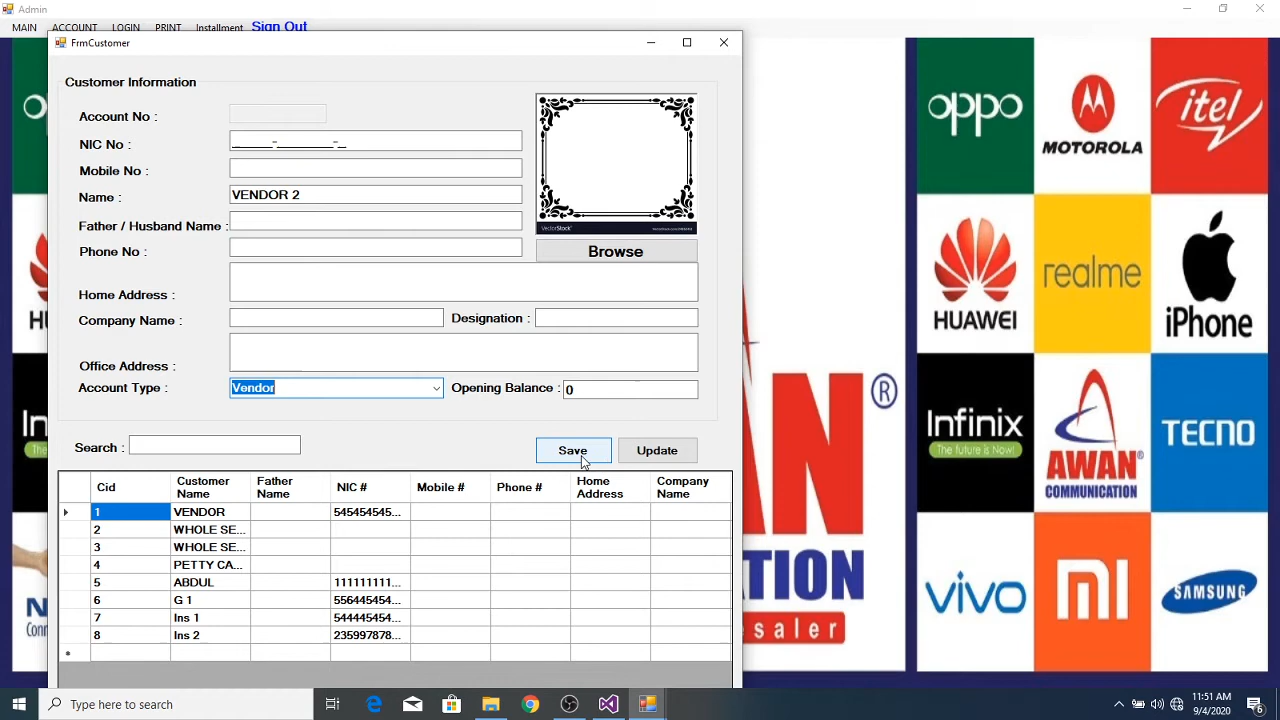 Admin
MAIN ACCOUNT LOGIN PRINT Installment Sign Out
FrmCustomer
Customer Information
Account No :
NIC No : _____-_______-_
Mobile No :
Name : VENDOR 2
Father / Husband Name :
Phone No :
VectorStock
Browse
Home Address :
Company Name : Designation :
Office Address :
Account Type : Vendor Opening Balance : 0
Search : Save Update
Cid Customer Name Father Name NIC # Mobile # Phone # Home Address Company Name
1 VENDOR 545454545...
2 WHOLE SE...
3 WHOLE SE...
4 PETTY CA...
5 ABDUL 111111111...
6 G 1 556445454...
7 Ins 1 544445454...
8 Ins 2 235997878...
*
oppo MOTOROLA itel
HUAWEI realme iPhone
Infinix The future is Now! AWAN COMMUNICATION TECNO
vivo mi SAMSUNG
®
Type here to search
11:51 AM
9/4/2020
6